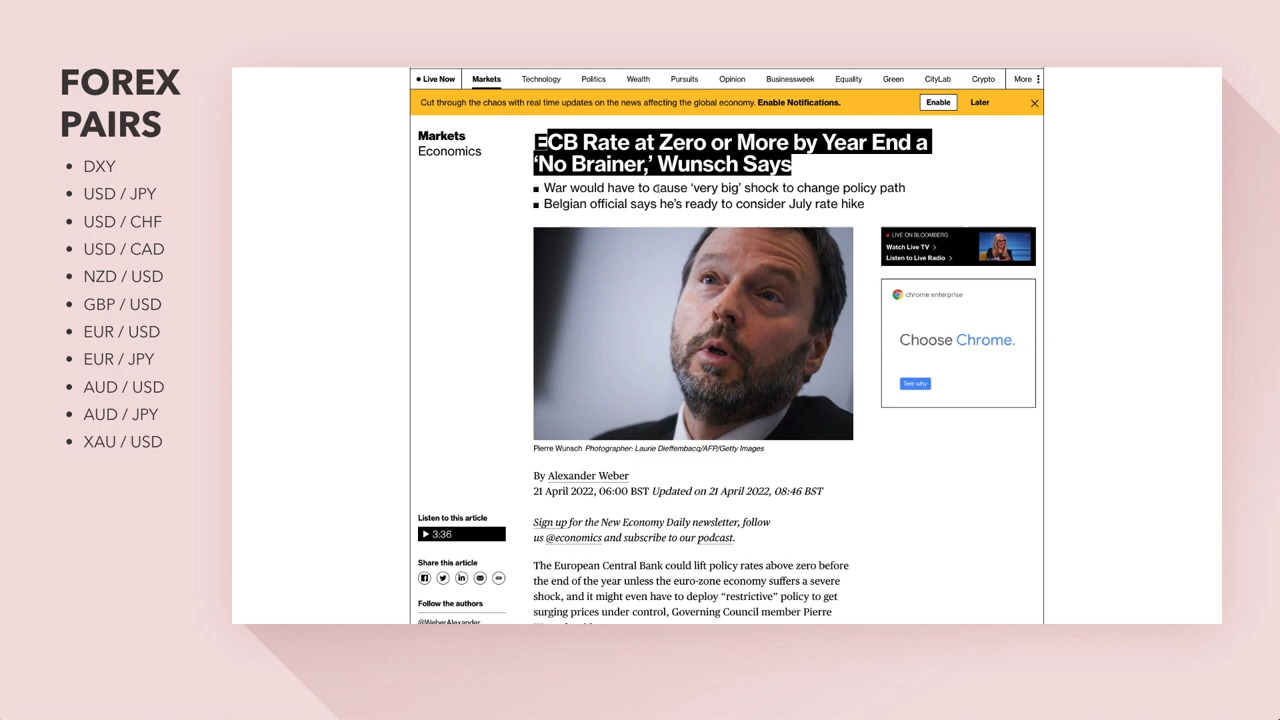 FOREX
PAIRS
DXY
USD / JPY
USD / CHF
USD / CAD
NZD / USD
GBP / USD
EUR / USD
EUR / JPY
AUD / USD
AUD / JPY
XAU / USD
Live Now Markets Technology Politics Wealth Pursuits Opinion Businessweek Equality Green CityLab Crypto More
Cut through the chaos with real time updates on the news affecting the global economy. Enable Notifications. Enable Later
Markets
Economics
ECB Rate at Zero or More by Year End a
‘No Brainer,’ Wunsch Says
War would have to cause ‘very big’ shock to change policy path
Belgian official says he’s ready to consider July rate hike
LIVE ON BLOOMBERG
Watch Live TV
Listen to Live Radio
chrome enterprise
Choose Chrome.
See why
Pierre Wunsch Photographer: Laurie Dieffembacq/AFP/Getty Images
By Alexander Weber
21 April 2022, 06:00 BST Updated on 21 April 2022, 08:46 BST
Listen to this article
3:36
Share this article
Follow the authors
@WeberAlexander
Sign up for the New Economy Daily newsletter, follow
us @economics and subscribe to our podcast.
The European Central Bank could lift policy rates above zero before
the end of the year unless the euro-zone economy suffers a severe
shock, and it might even have to deploy “restrictive” policy to get
surging prices under control, Governing Council member Pierre